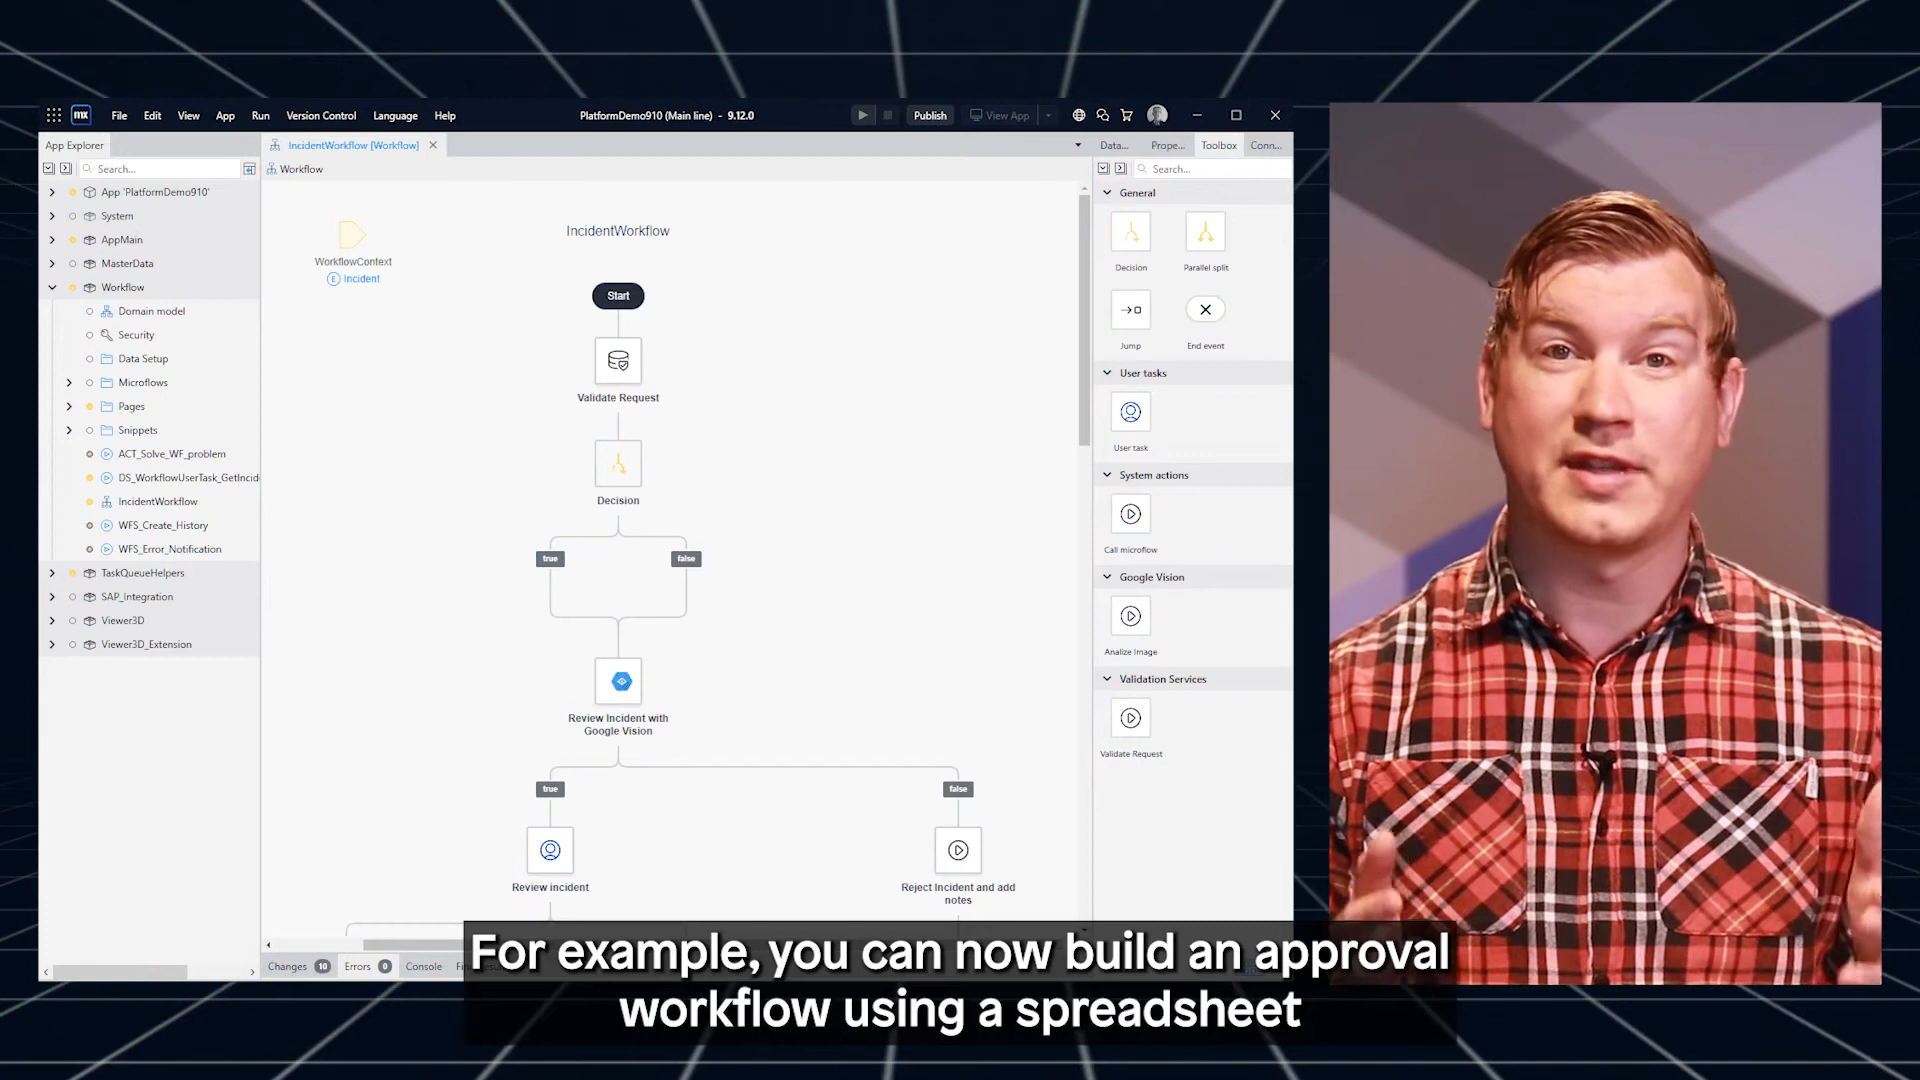 mx File Edit View App Run Version Control Language Help
PlatformDemo910 (Main line) - 9.12.0
Publish View App
App Explorer
Search...
App 'PlatformDemo910'
System
AppMain
MasterData
Workflow
Domain model
Security
Data Setup
Microflows
Pages
Snippets
ACT_Solve_WF_problem
DS_WorkflowUserTask_GetIncid
IncidentWorkflow
WFS_Create_History
WFS_Error_Notification
TaskQueueHelpers
SAP_Integration
Viewer3D
Viewer3D_Extension
IncidentWorkflow [Workflow]
Workflow
WorkflowContext
E Incident
IncidentWorkflow
Start
Validate Request
Decision
true false
Review Incident with
Google Vision
true false
Review incident
Reject Incident and add
notes
Changes 10 Errors 0 Console Fi
Data... Prope... Toolbox Conn...
Search...
General
Decision Parallel split
Jump End event
User tasks
User task
System actions
Call microflow
Google Vision
Analize Image
Validation Services
Validate Request
For example, you can now build an approval
workflow using a spreadsheet